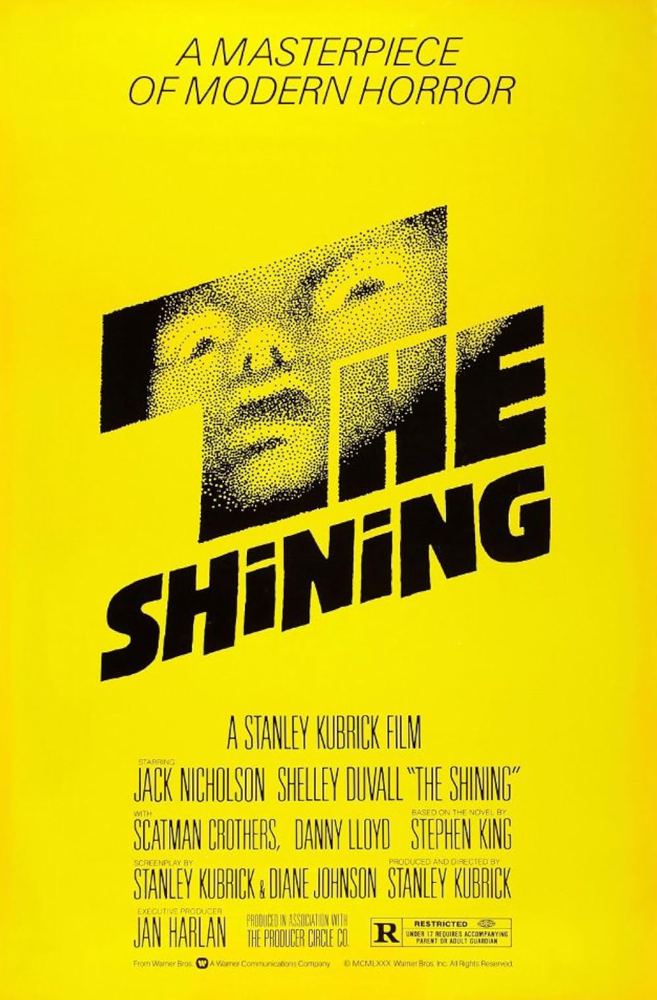 A MASTERPIECE
OF MODERN HORROR
THE
SHiNiNG
A STANLEY KUBRICK FILM
STARRING
JACK NICHOLSON SHELLEY DUVALL "THE SHINING"
WITH
SCATMAN CROTHERS, DANNY LLOYD
BASED ON THE NOVEL BY
STEPHEN KING
SCREENPLAY BY
STANLEY KUBRICK & DIANE JOHNSON
PRODUCED AND DIRECTED BY
STANLEY KUBRICK
EXECUTIVE PRODUCER
JAN HARLAN
PRODUCED IN ASSOCIATION WITH
THE PRODUCER CIRCLE CO.
R
RESTRICTED
UNDER 17 REQUIRES ACCOMPANYING
PARENT OR ADULT GUARDIAN
From Warner Bros. W A Warner Communications Company
© MCMLXXX Warner Bros. Inc. All Rights Reserved.